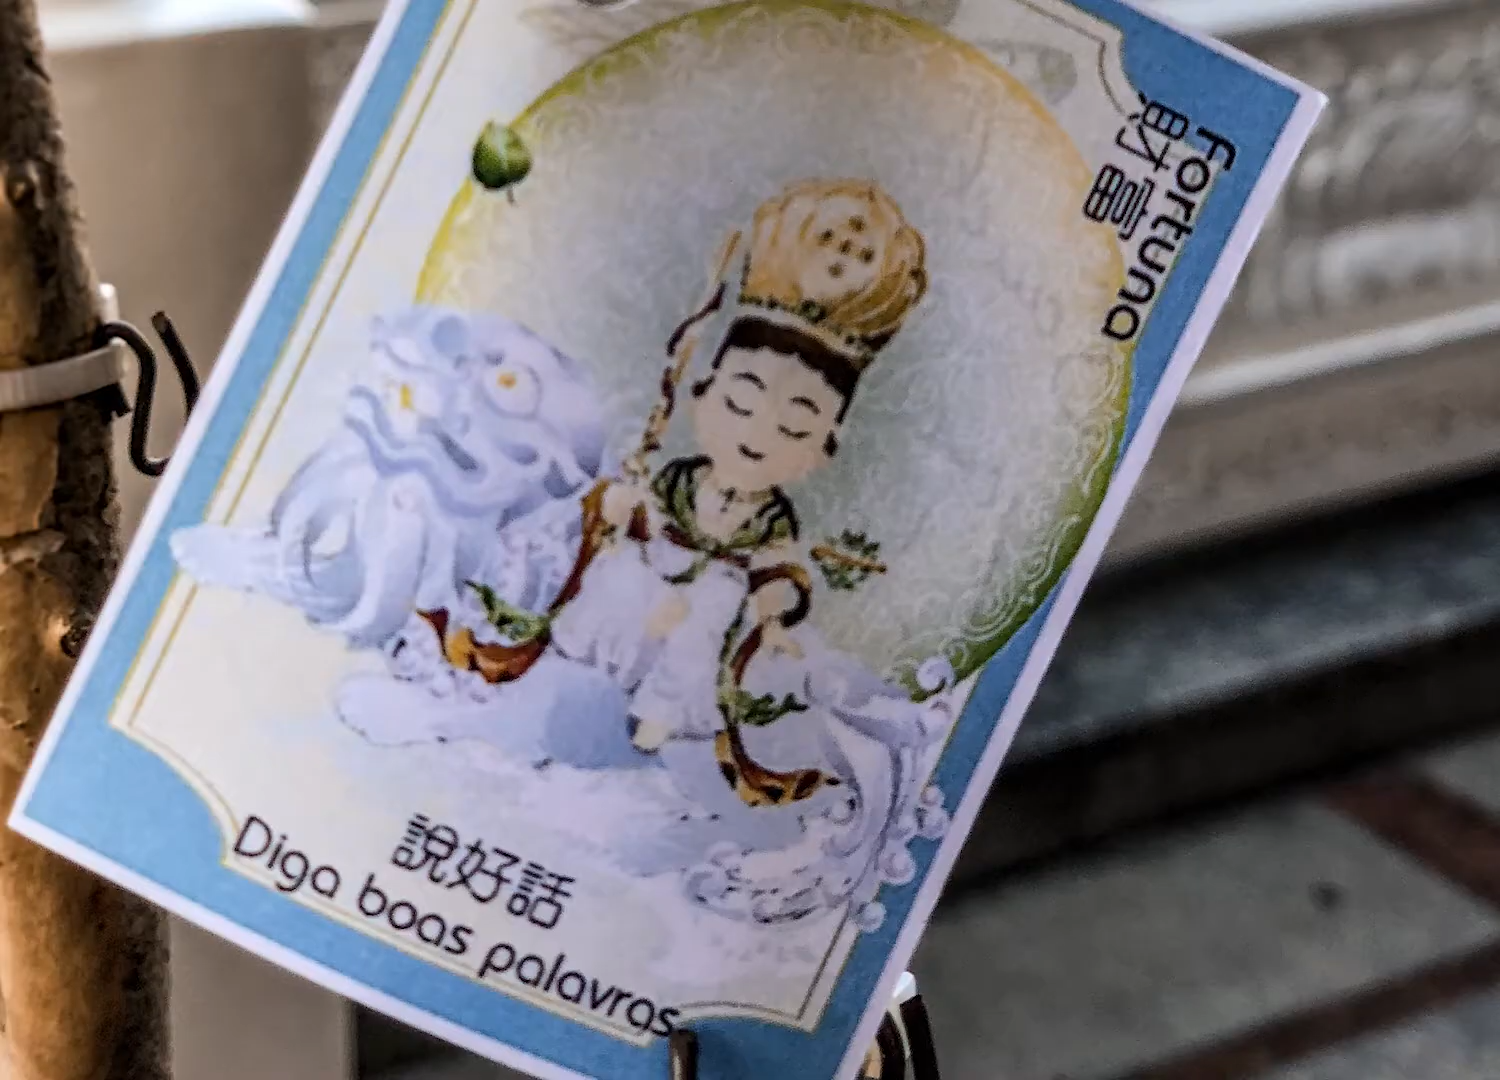 Fortuna
財富
說好話
Diga boas palavras